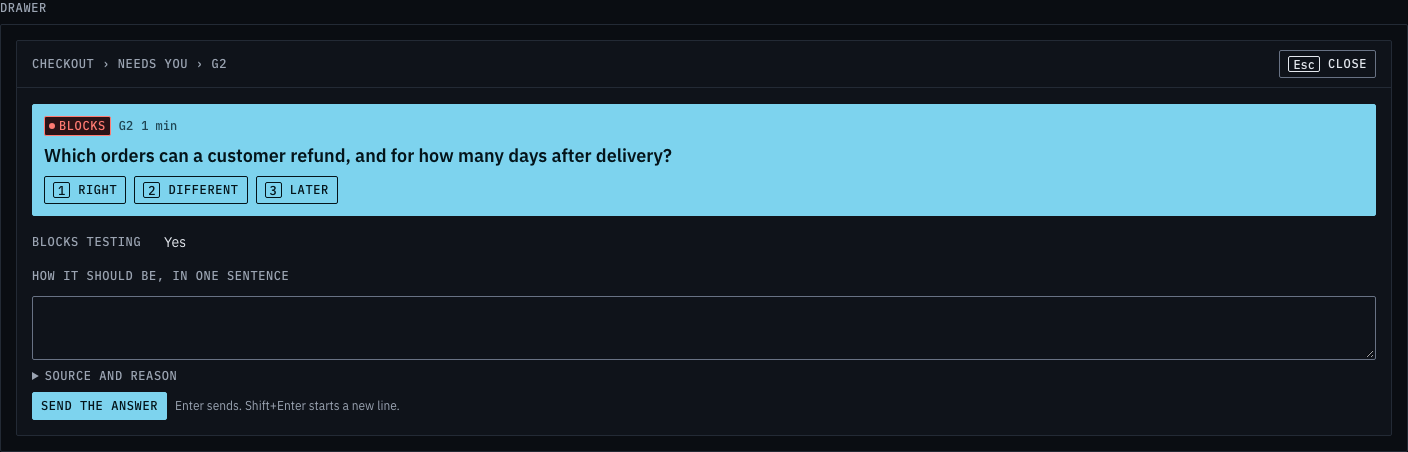 DRAWER
CHECKOUT › NEEDS YOU › G2
Esc CLOSE
BLOCKS G2 1 min
Which orders can a customer refund, and for how many days after delivery?
1 RIGHT 2 DIFFERENT 3 LATER
BLOCKS TESTING Yes
HOW IT SHOULD BE, IN ONE SENTENCE
SOURCE AND REASON
SEND THE ANSWER Enter sends. Shift+Enter starts a new line.